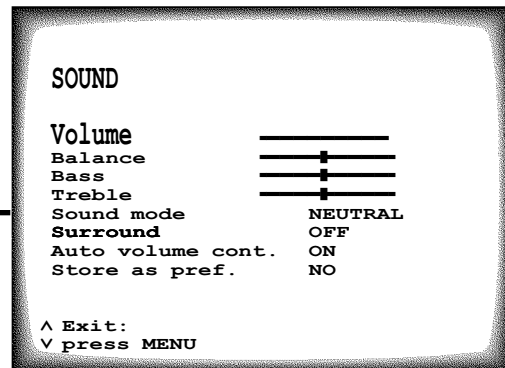 SOUND
Volume
Balance
Bass
Treble
Sound mode NEUTRAL
Surround OFF
Auto volume cont. ON
Store as pref. NO
∧ Exit:
∨ press MENU